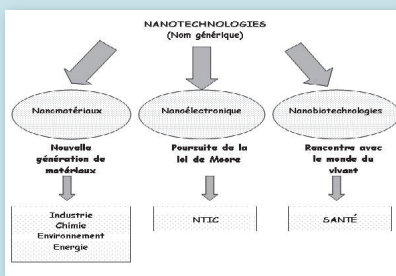 NANOTECHNOLOGIES
(Nom générique)
Nanomatériaux
Nanoélectronique
Nanobiotechnologies
Nouvelle
génération de
matériaux
Poursuite de la
loi de Moore
Rencontre avec
le monde du
vivant
Industrie
Chimie
Environnement
Energie
NTIC
SANTÉ